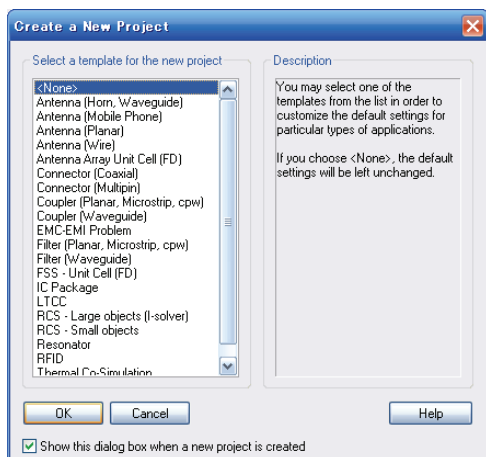 Create a New Project
Select a template for the new project
<None>
Antenna (Horn, Waveguide)
Antenna (Mobile Phone)
Antenna (Planar)
Antenna (Wire)
Antenna Array Unit Cell (FD)
Connector (Coaxial)
Connector (Multipin)
Coupler (Planar, Microstrip, cpw)
Coupler (Waveguide)
EMC-EMI Problem
Filter (Planar, Microstrip, cpw)
Filter (Waveguide)
FSS - Unit Cell (FD)
IC Package
LTCC
RCS - Large objects (I-solver)
RCS - Small objects
Resonator
RFID
Thermal Co-Simulation
Description
You may select one of the
templates from the list in order to
customize the default settings for
particular types of applications.
If you choose <None>, the default
settings will be left unchanged.
OK
Cancel
Help
Show this dialog box when a new project is created